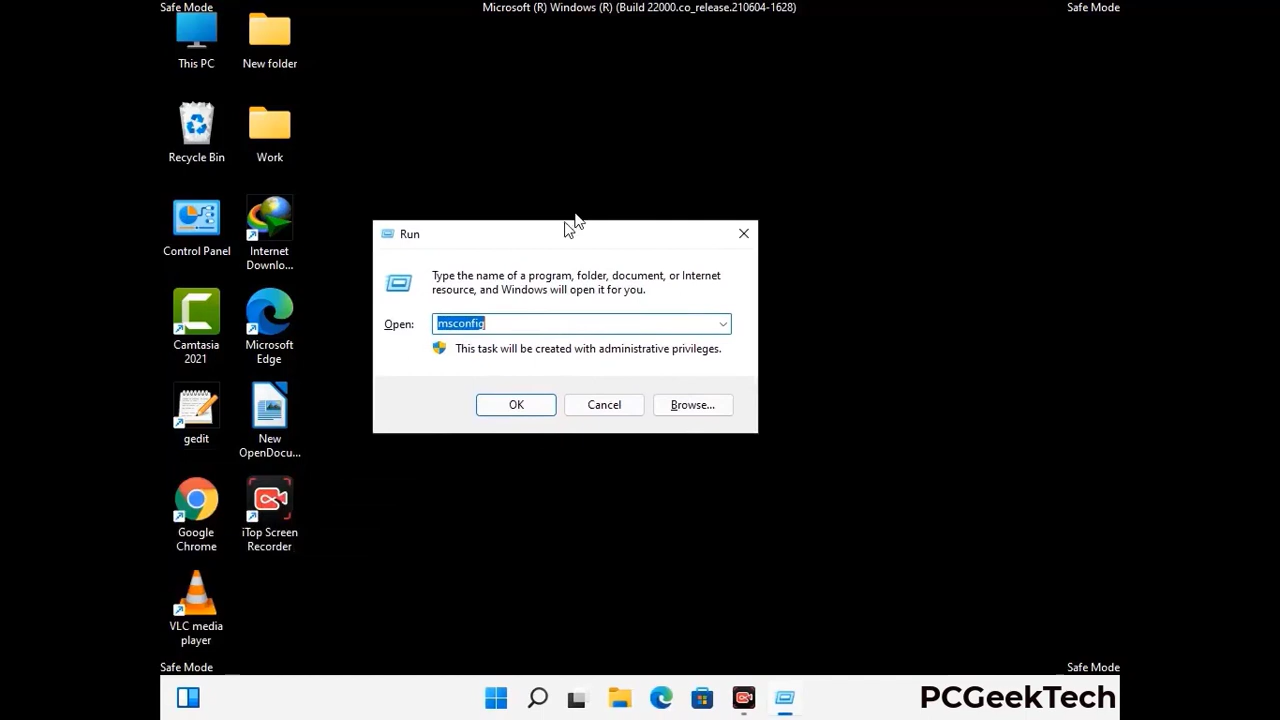 Safe Mode
Microsoft (R) Windows (R) (Build 22000.co_release.210604-1628)
Safe Mode
This PC
New folder
Recycle Bin
Work
Control Panel
Internet
Downlo...
Camtasia
2021
Microsoft
Edge
gedit
New
OpenDocu...
Google
Chrome
iTop Screen
Recorder
VLC media
player
Run
Type the name of a program, folder, document, or Internet
resource, and Windows will open it for you.
Open:
msconfig
This task will be created with administrative privileges.
OK
Cancel
Browse...
Safe Mode
Safe Mode
PCGeekTech